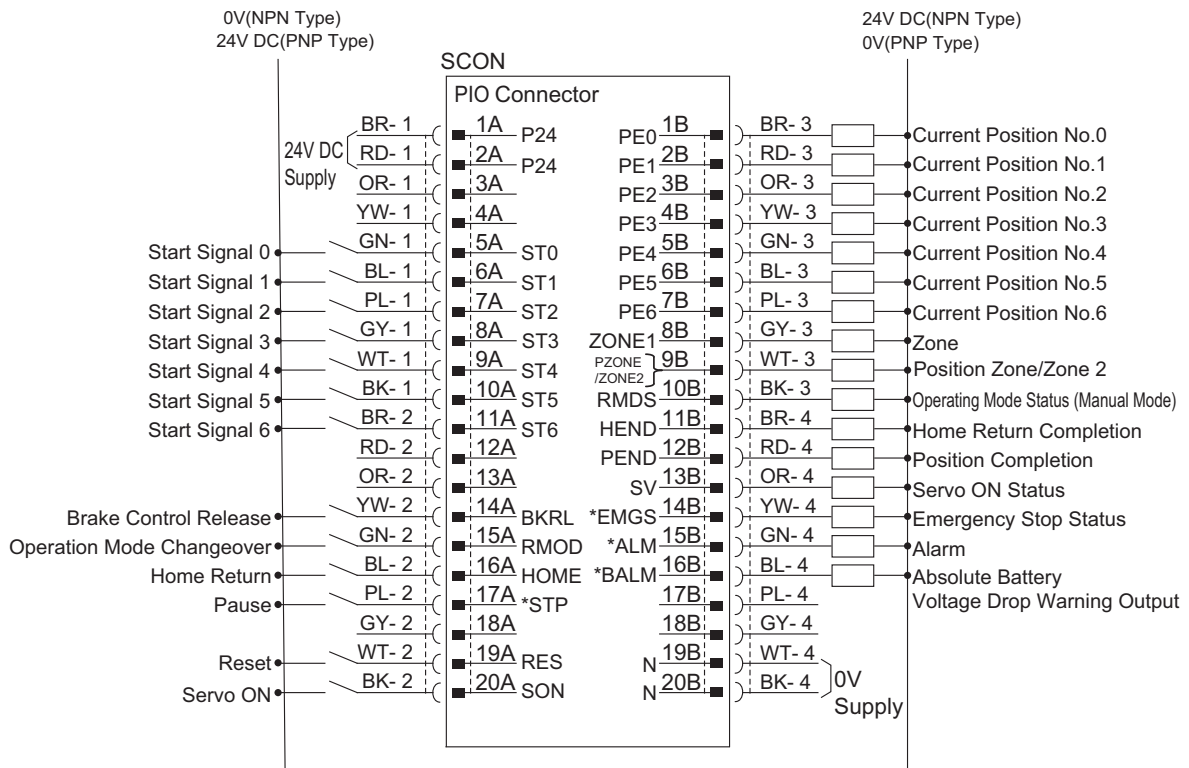 0V(NPN Type)
24V DC(PNP Type)
24V DC(NPN Type)
0V(PNP Type)
SCON
PIO Connector
24V DC
Supply
BR- 1 1A P24
RD- 1 2A P24
OR- 1 3A
YW- 1 4A
Start Signal 0 GN- 1 5A ST0
Start Signal 1 BL- 1 6A ST1
Start Signal 2 PL- 1 7A ST2
Start Signal 3 GY- 1 8A ST3
Start Signal 4 WT- 1 9A ST4
Start Signal 5 BK- 1 10A ST5
Start Signal 6 BR- 2 11A ST6
RD- 2 12A
OR- 2 13A
Brake Control Release YW- 2 14A BKRL
Operation Mode Changeover GN- 2 15A RMOD
Home Return BL- 2 16A HOME
Pause PL- 2 17A *STP
GY- 2 18A
Reset WT- 2 19A RES
Servo ON BK- 2 20A SON
PE0 1B BR- 3 Current Position No.0
PE1 2B RD- 3 Current Position No.1
PE2 3B OR- 3 Current Position No.2
PE3 4B YW- 3 Current Position No.3
PE4 5B GN- 3 Current Position No.4
PE5 6B BL- 3 Current Position No.5
PE6 7B PL- 3 Current Position No.6
ZONE1 8B GY- 3 Zone
PZONE
/ZONE2 9B WT- 3 Position Zone/Zone 2
RMDS 10B BK- 3 Operating Mode Status (Manual Mode)
HEND 11B BR- 4 Home Return Completion
PEND 12B RD- 4 Position Completion
SV 13B OR- 4 Servo ON Status
*EMGS 14B YW- 4 Emergency Stop Status
*ALM 15B GN- 4 Alarm
*BALM 16B BL- 4 Absolute Battery
Voltage Drop Warning Output
17B PL- 4
18B GY- 4
N 19B WT- 4
N 20B BK- 4
0V
Supply